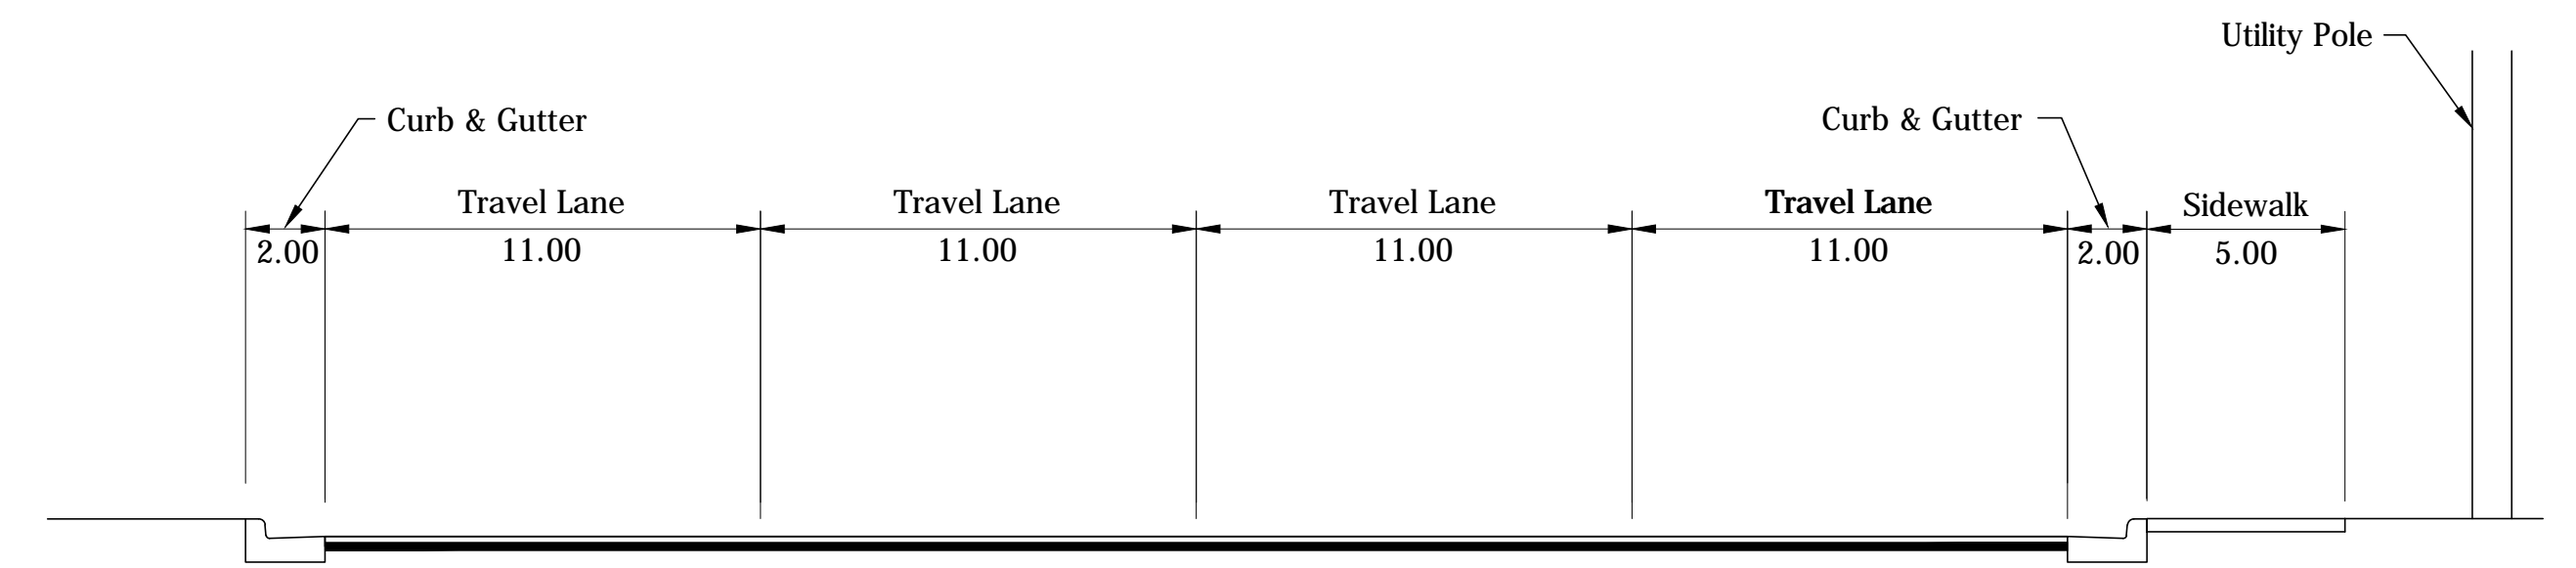 Utility Pole
Curb & Gutter
Curb & Gutter
Travel Lane
Travel Lane
Travel Lane
Travel Lane
Sidewalk
2.00
11.00
11.00
11.00
11.00
2.00
5.00